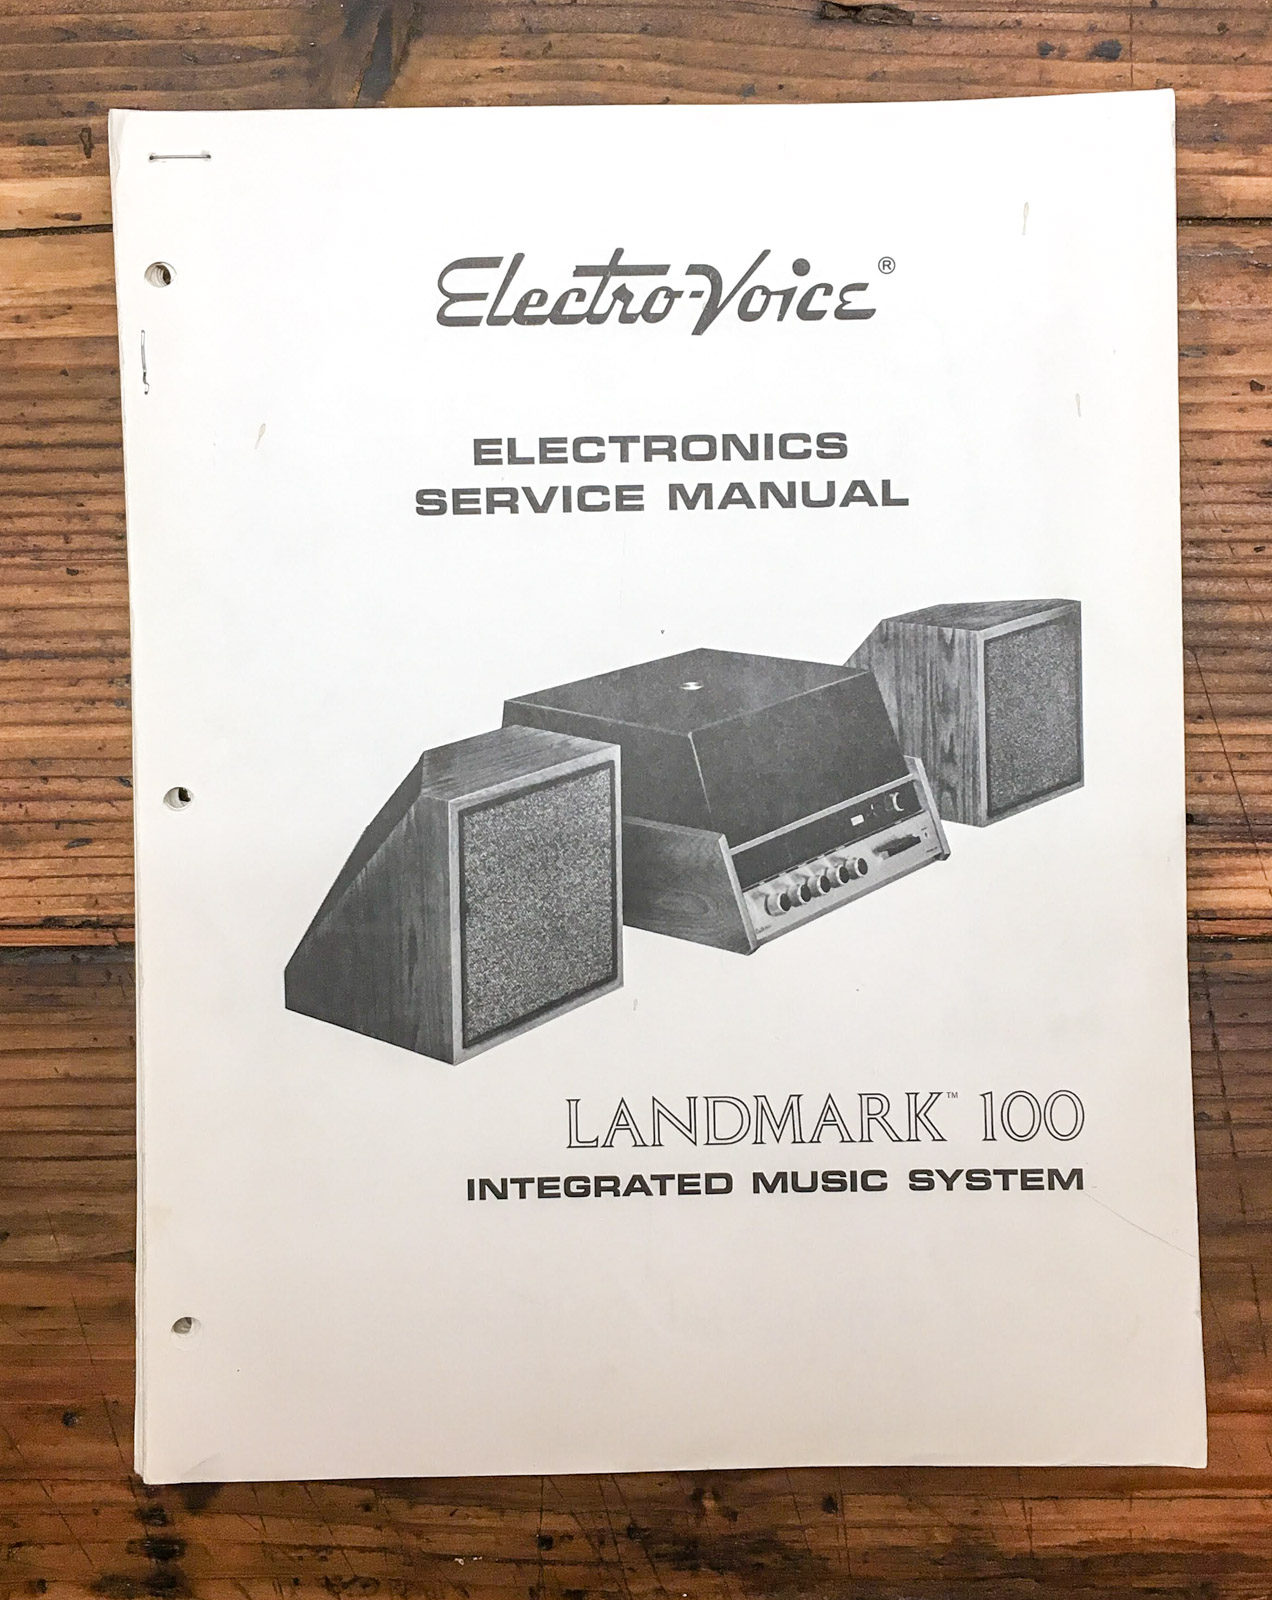 Electro-Voice®
ELECTRONICS
SERVICE MANUAL
LANDMARK™ 100
INTEGRATED MUSIC SYSTEM